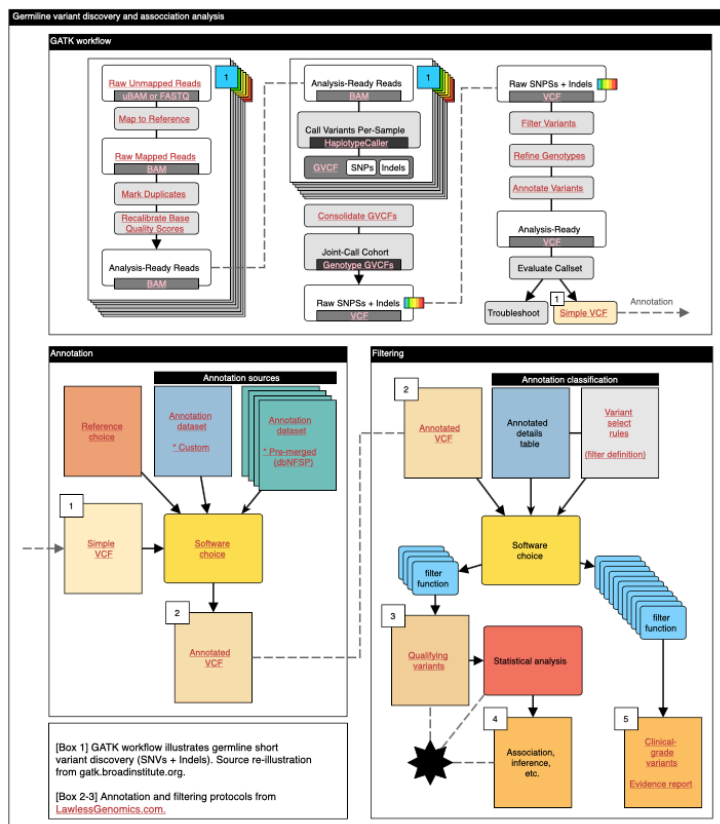 Germline variant discovery and assocciation analysis
GATK workflow
Raw Unmapped Reads
uBAM or FASTQ
1
Map to Reference
Raw Mapped Reads
BAM
Mark Duplicates
Recalibrate Base
Quality Scores
Analysis-Ready Reads
BAM
Analysis-Ready Reads
BAM
1
Call Variants Per-Sample
HaplotypeCaller
GVCF
SNPs
Indels
Consolidate GVCFs
Joint-Call Cohort
Genotype GVCFs
Raw SNPSs + Indels
VCF
Raw SNPSs + Indels
VCF
Filter Variants
Refine Genotypes
Annotate Variants
Analysis-Ready
VCF
Evaluate Callset
Troubleshoot
1
Simple VCF
Annotation
Annotation
Annotation sources
Reference
choice
Annotation
dataset
* Custom
Annotation
dataset
* Pre-merged
(dbNFSP)
1
Simple
VCF
Software
choice
2
Annotated
VCF
Filtering
Annotation classification
2
Annotated
VCF
Annotated
details
table
Variant
select
rules
(filter definition)
Software
choice
filter
function
filter
function
3
Qualifying
variants
Statistical analysis
4
Association,
inference,
etc.
5
Clinical-
grade
variants
Evidence report
[Box 1] GATK workflow illustrates germline short
variant discovery (SNVs + Indels). Source re-illustration
from gatk.broadinstitute.org.
[Box 2-3] Annotation and filtering protocols from
LawlessGenomics.com.